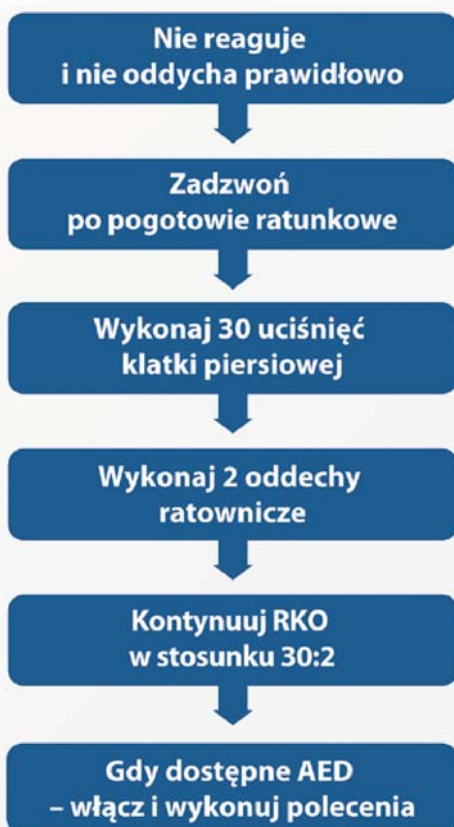 Nie reaguje
i nie oddycha prawidłowo
Zadzwoń
po pogotowie ratunkowe
Wykonaj 30 uciśnięć
klatki piersiowej
Wykonaj 2 oddechy
ratownicze
Kontynuuj RKO
w stosunku 30:2
Gdy dostępne AED
– włącz i wykonuj polecenia